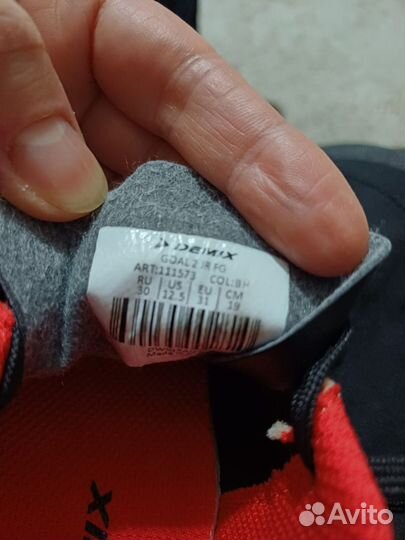 DEMIX
GOAL 2 JR FG
ART:111573 COL:BH
RU US EU CM
30 12.5 31 19
MIX
Avito